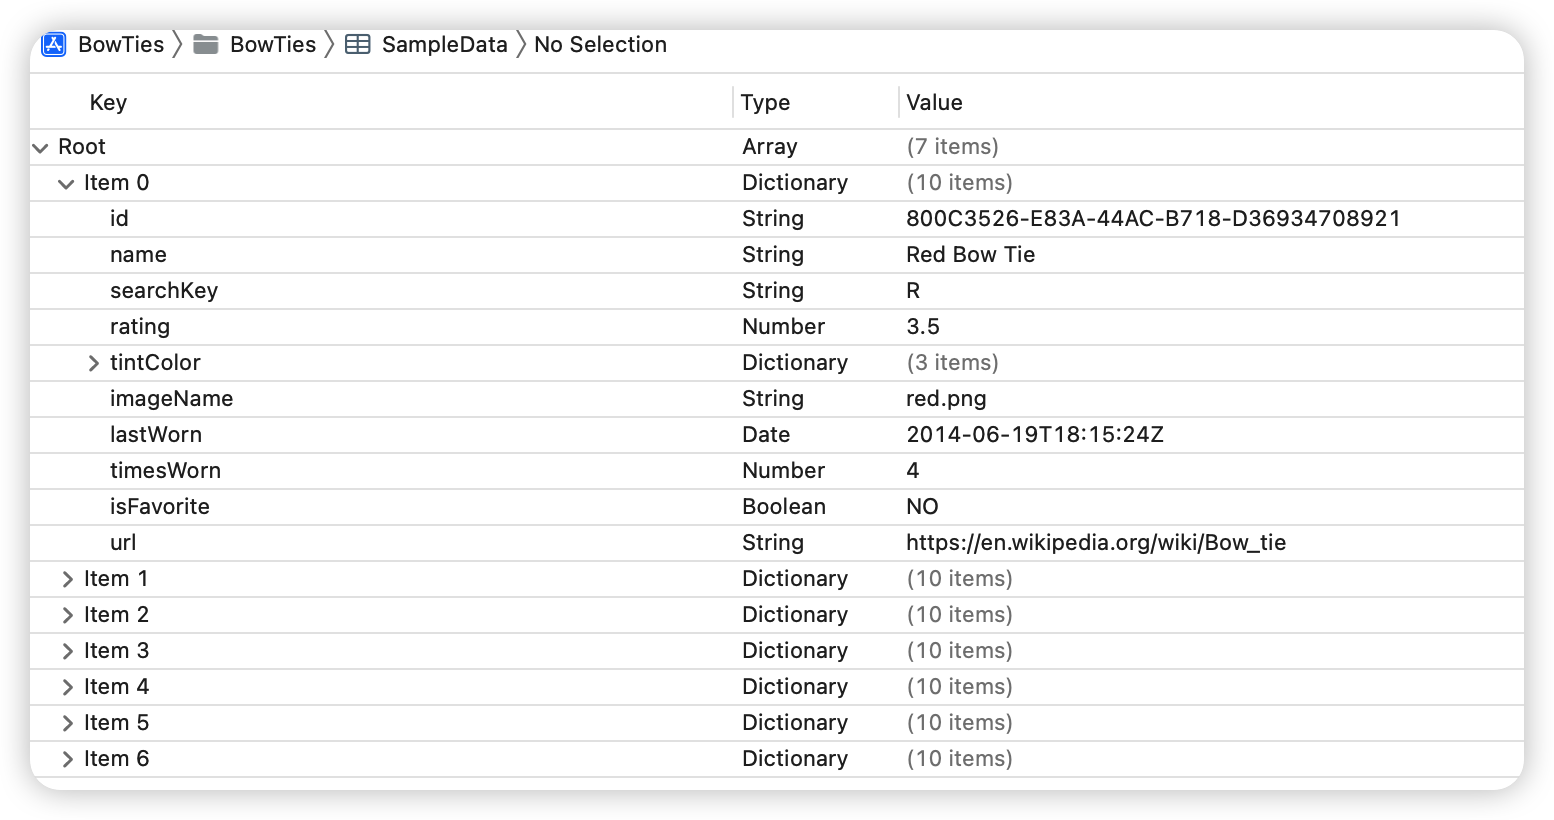 BowTies BowTies SampleData No Selection
Key Type Value
Root Array (7 items)
Item 0 Dictionary (10 items)
id String 800C3526-E83A-44AC-B718-D36934708921
name String Red Bow Tie
searchKey String R
rating Number 3.5
tintColor Dictionary (3 items)
imageName String red.png
lastWorn Date 2014-06-19T18:15:24Z
timesWorn Number 4
isFavorite Boolean NO
url String https://en.wikipedia.org/wiki/Bow_tie
Item 1 Dictionary (10 items)
Item 2 Dictionary (10 items)
Item 3 Dictionary (10 items)
Item 4 Dictionary (10 items)
Item 5 Dictionary (10 items)
Item 6 Dictionary (10 items)